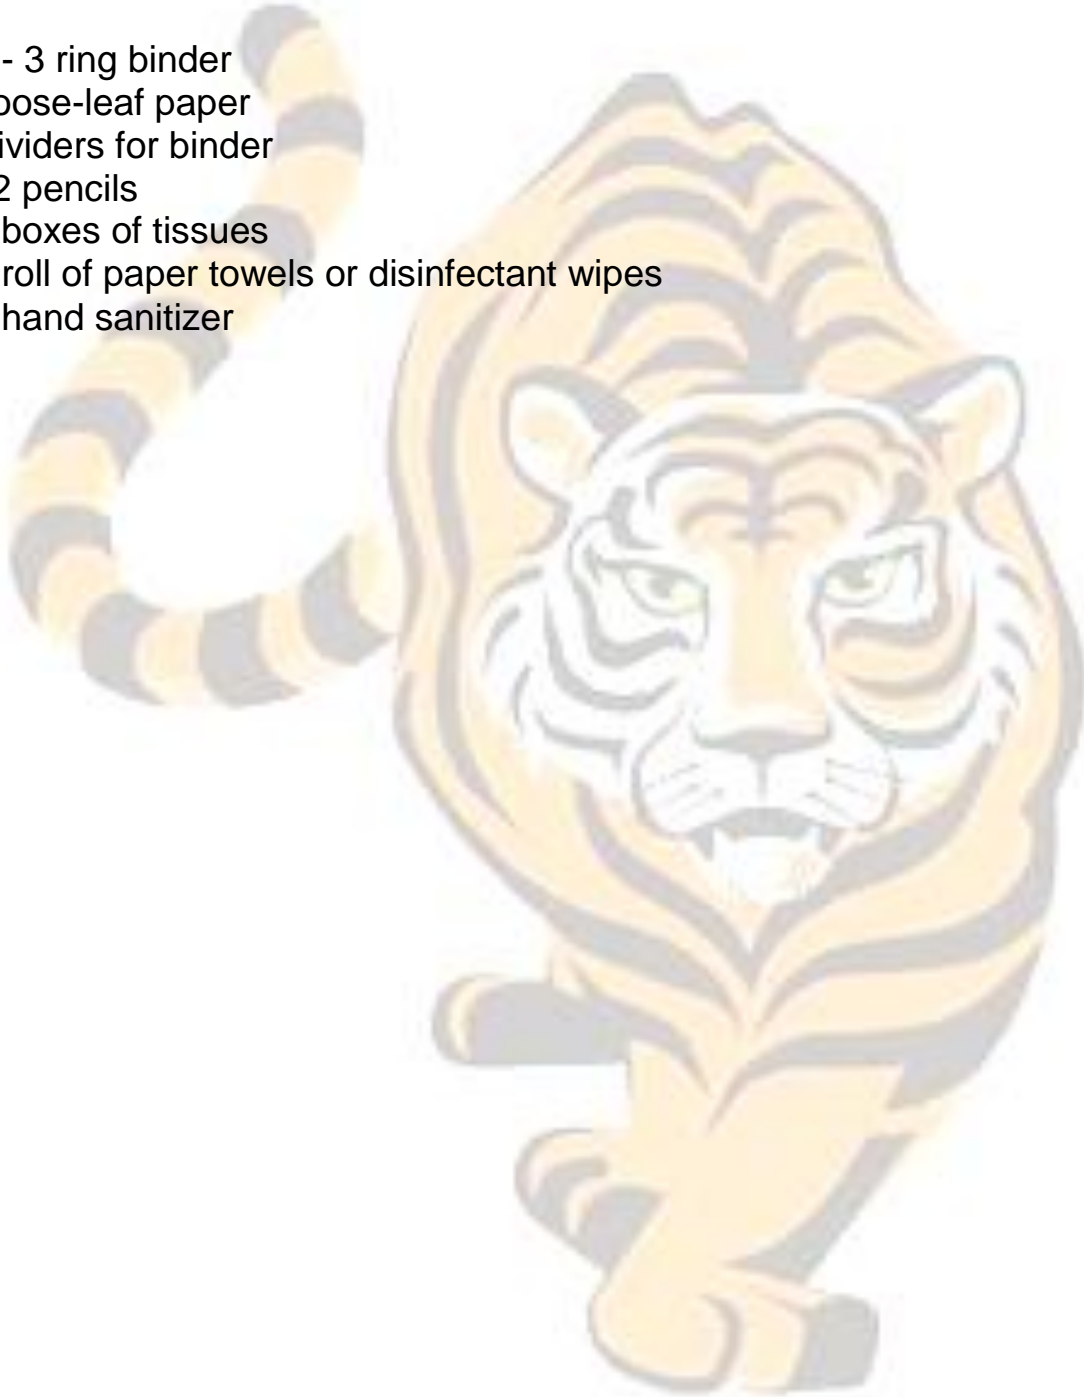 - 3 ring binder
oose-leaf paper
ividers for binder
2 pencils
boxes of tissues
roll of paper towels or disinfectant wipes
hand sanitizer